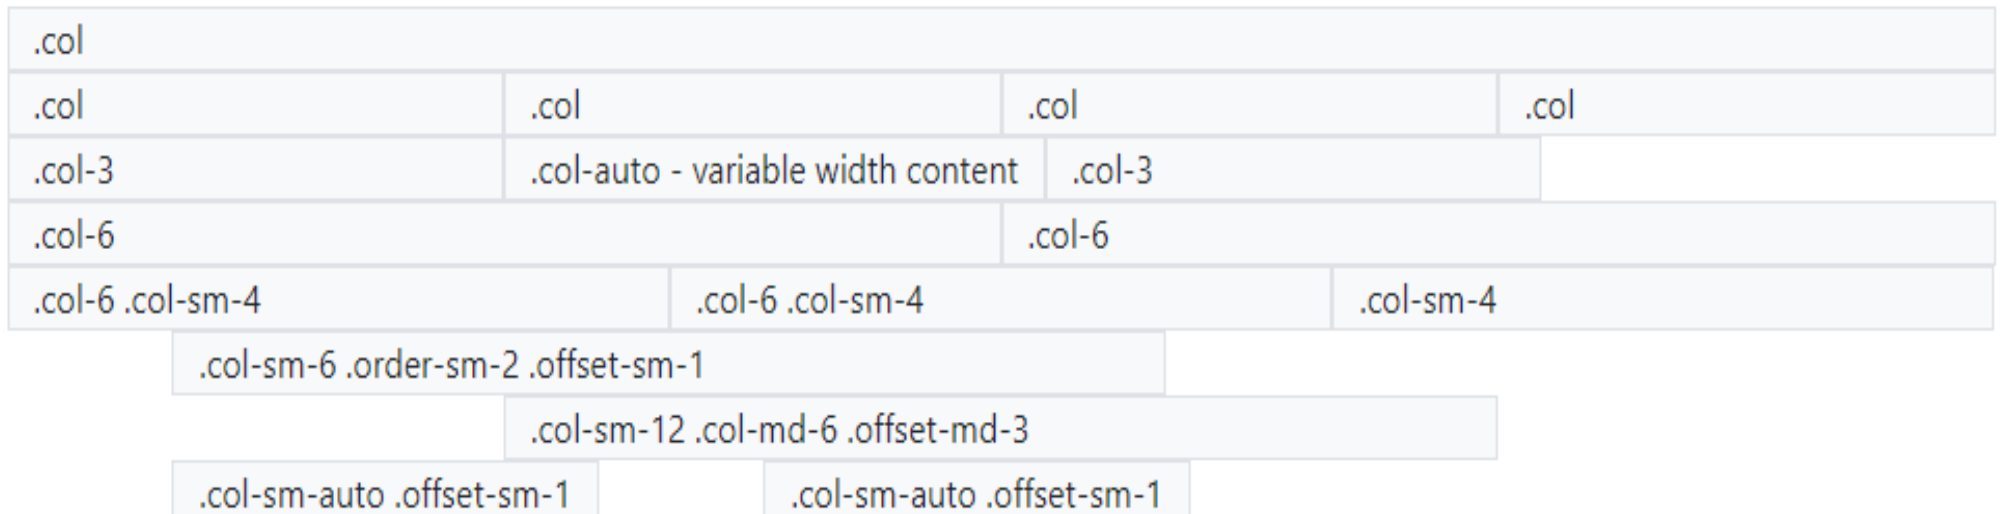 .col
.col .col .col .col
.col-3 .col-auto - variable width content .col-3
.col-6 .col-6
.col-6 .col-sm-4 .col-6 .col-sm-4 .col-sm-4
.col-sm-6 .order-sm-2 .offset-sm-1
.col-sm-12 .col-md-6 .offset-md-3
.col-sm-auto .offset-sm-1 .col-sm-auto .offset-sm-1